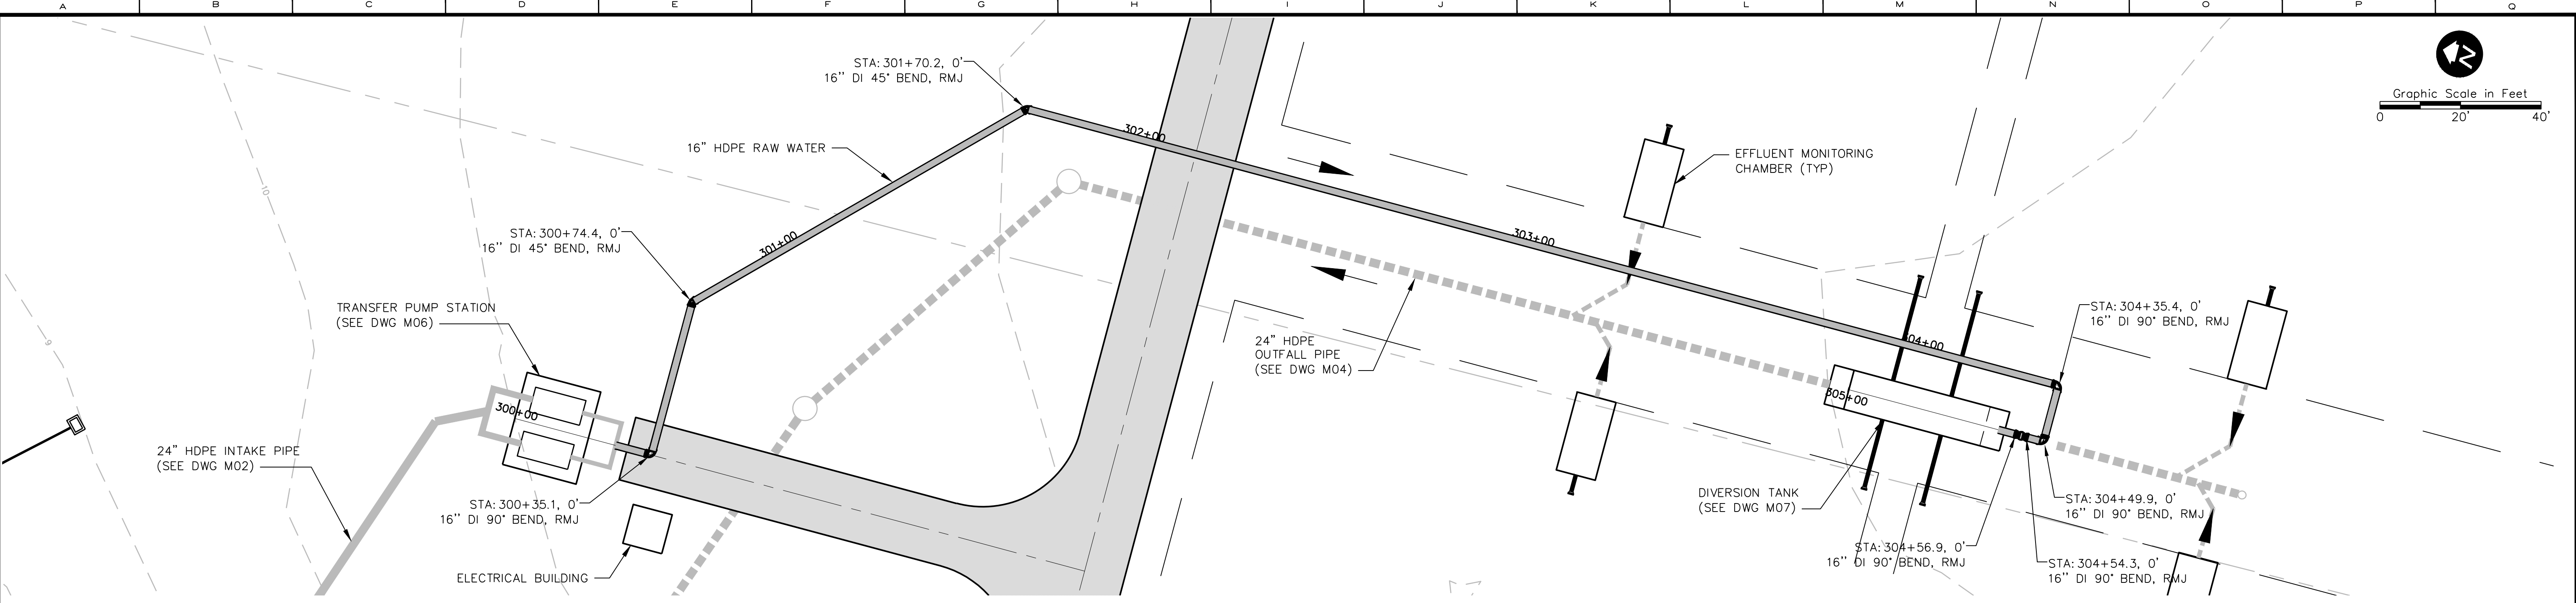 A B C D E F G H I J K L M N O P Q
N
Graphic Scale in Feet
0 20' 40'
STA: 301+70.2, 0'
16'' DI 45° BEND, RMJ
302+00
16" HDPE RAW WATER
EFFLUENT MONITORING
CHAMBER (TYP)
10
STA: 300+74.4, 0'
16'' DI 45° BEND, RMJ
301+00
303+00
TRANSFER PUMP STATION
(SEE DWG M06)
STA: 304+35.4, 0'
16'' DI 90° BEND, RMJ
9
24" HDPE
OUTFALL PIPE
(SEE DWG M04)
304+00
300+00
305+00
24" HDPE INTAKE PIPE
(SEE DWG M02)
STA: 300+35.1, 0'
16'' DI 90° BEND, RMJ
DIVERSION TANK
(SEE DWG M07)
STA: 304+49.9, 0'
16'' DI 90° BEND, RMJ
STA: 304+56.9, 0'
16'' DI 90° BEND, RMJ
STA: 304+54.3, 0'
16'' DI 90° BEND, RMJ
ELECTRICAL BUILDING